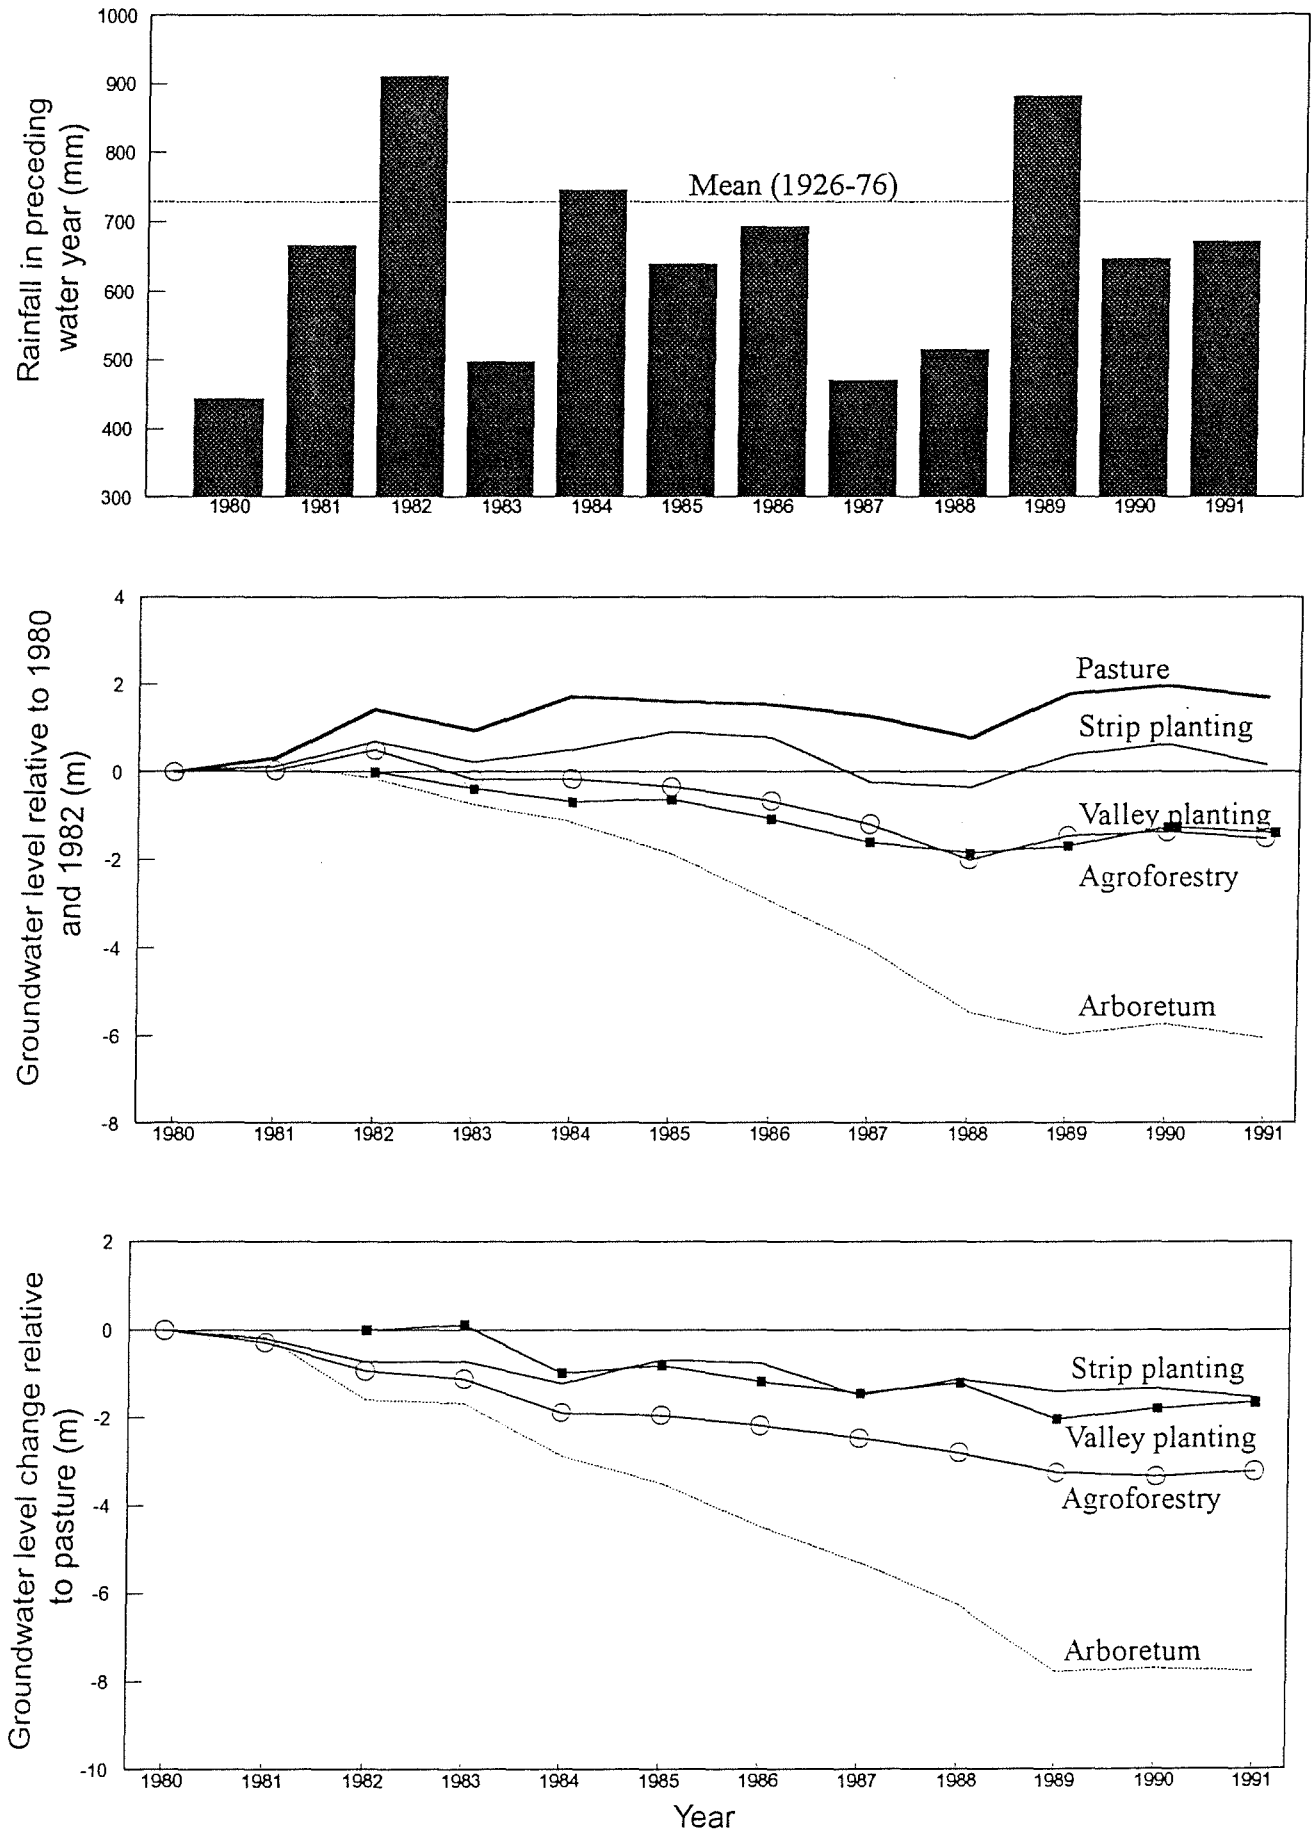 Rainfall in preceding
water year (mm)
1000
900
800
700
600
500
400
300
Mean (1926-76)
1980 1981 1982 1983 1984 1985 1986 1987 1988 1989 1990 1991
Groundwater level relative to 1980
and 1982 (m)
4
2
0
-2
-4
-6
-8
Pasture
Strip planting
Valley planting
Agroforestry
Arboretum
1980 1981 1982 1983 1984 1985 1986 1987 1988 1989 1990 1991
Groundwater level change relative
to pasture (m)
2
0
-2
-4
-6
-8
-10
Strip planting
Valley planting
Agroforestry
Arboretum
1980 1981 1982 1983 1984 1985 1986 1987 1988 1989 1990 1991
Year